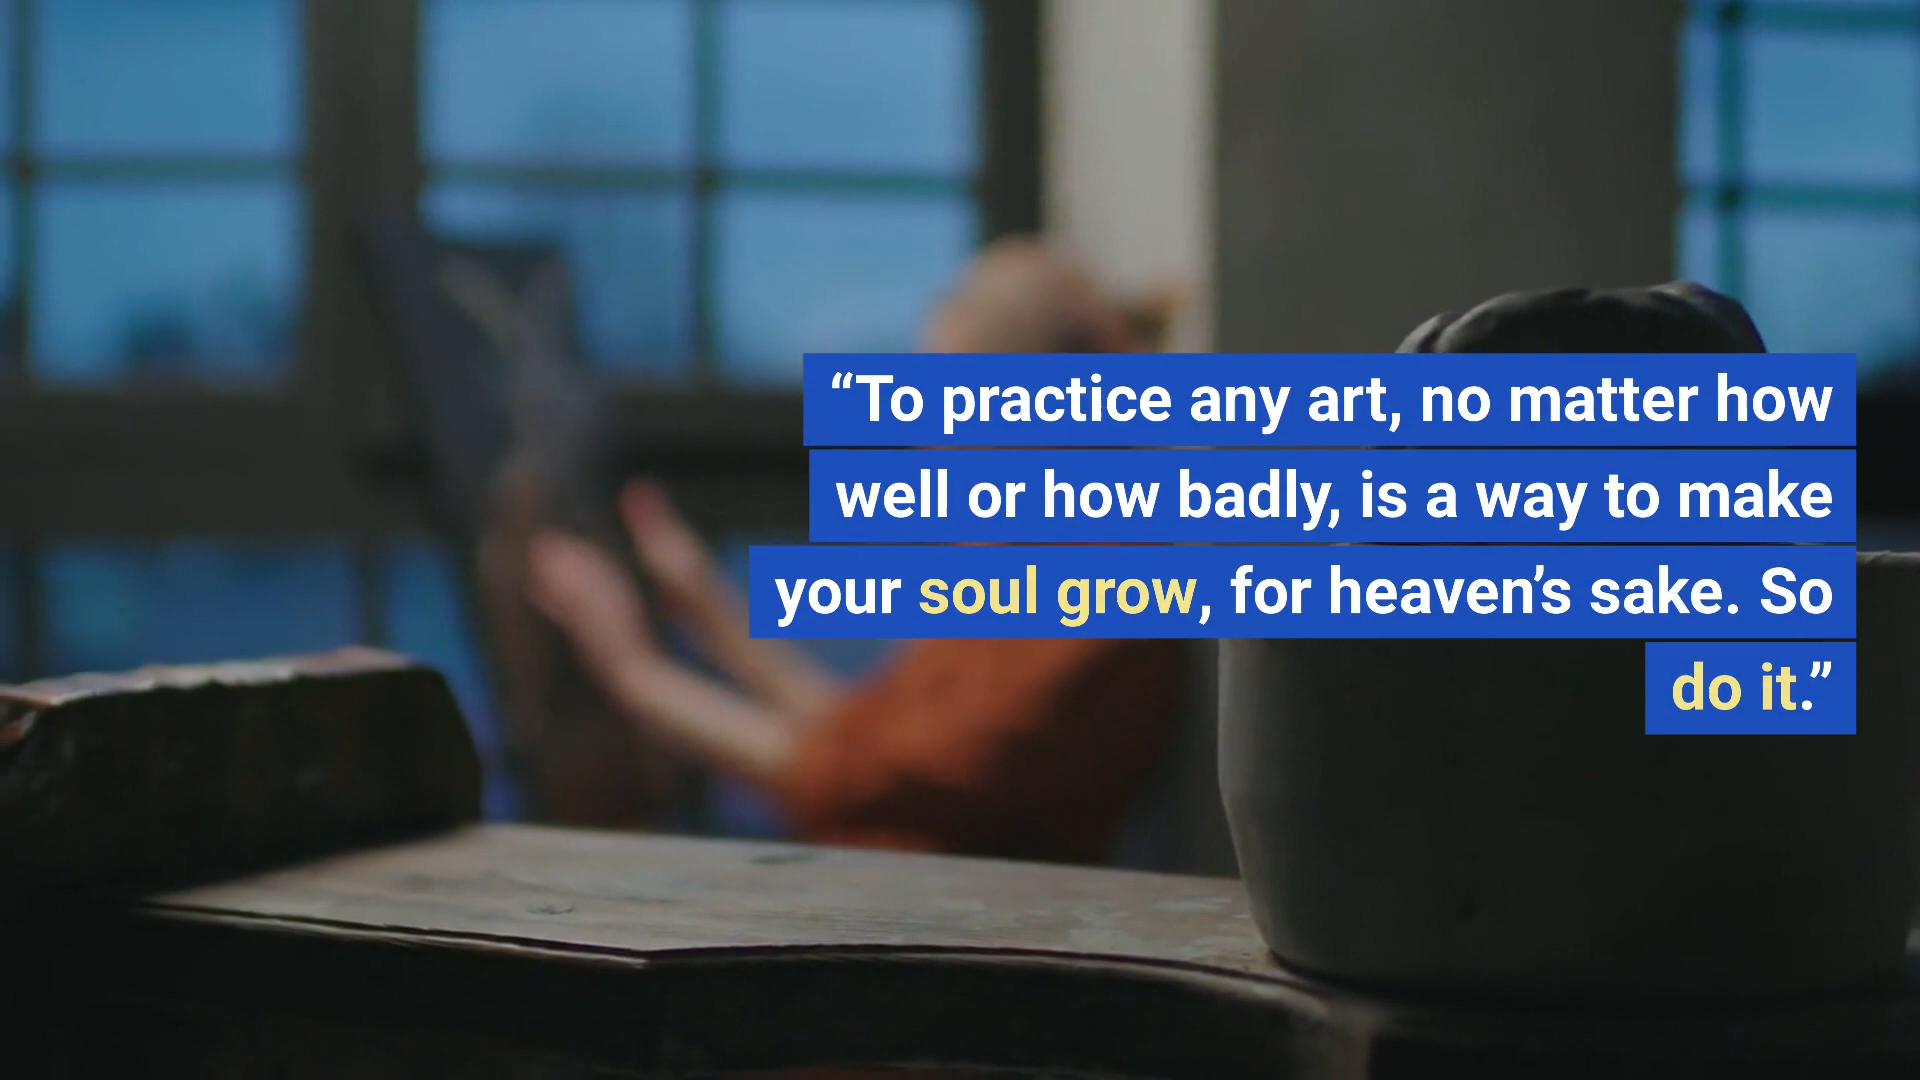 “To practice any art, no matter how
well or how badly, is a way to make
your soul grow, for heaven’s sake. So
do it.”